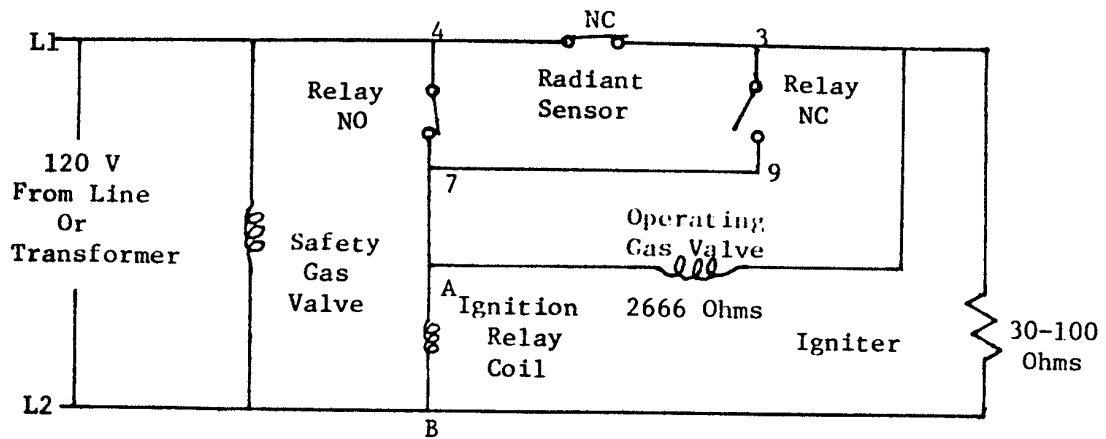 NC
L1
4
3
Radiant
Sensor
Relay
NO
Relay
NC
120 V
From Line
Or
Transformer
7
9
Operating
Gas Valve
Safety
Gas
Valve
A
Ignition
Relay
Coil
2666 Ohms
Igniter
30-100
Ohms
L2
B